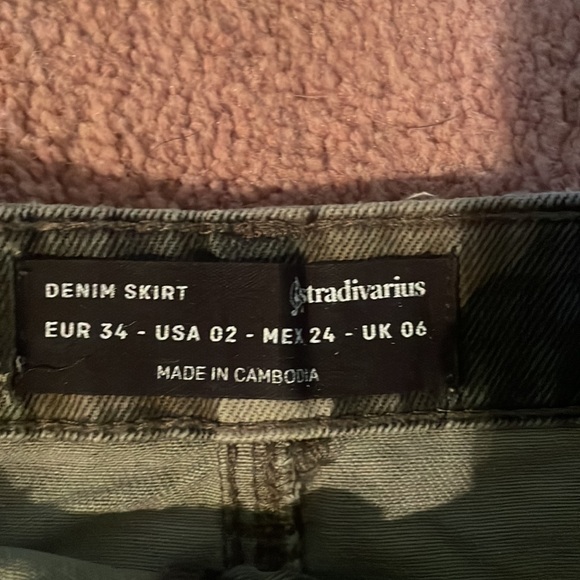 DENIM SKIRT stradivarius
EUR 34 - USA 02 - MEX 24 - UK 06
MADE IN CAMBODIA